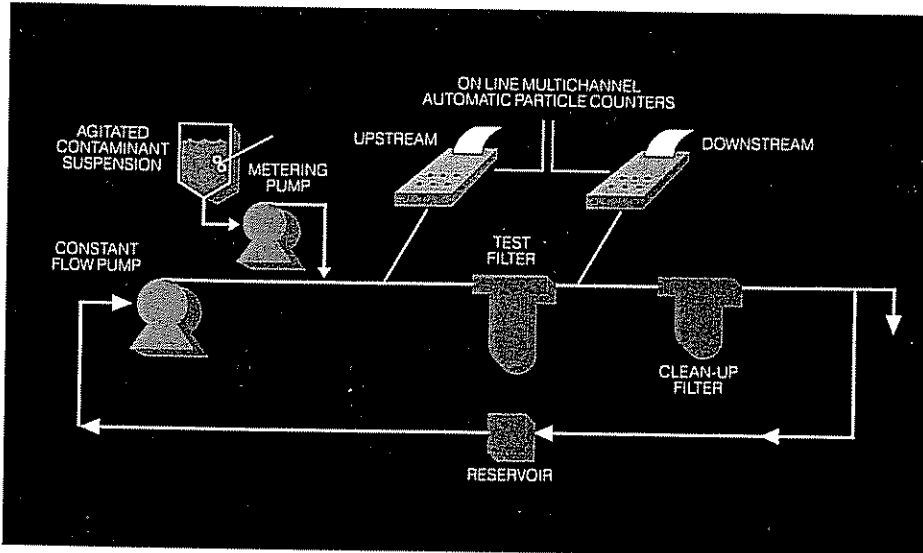 ON LINE MULTICHANNEL
AUTOMATIC PARTICLE COUNTERS
AGITATED
CONTAMINANT
SUSPENSION
UPSTREAM
DOWNSTREAM
METERING
PUMP
CONSTANT
FLOW PUMP
TEST
FILTER
CLEAN-UP
FILTER
RESERVOIR